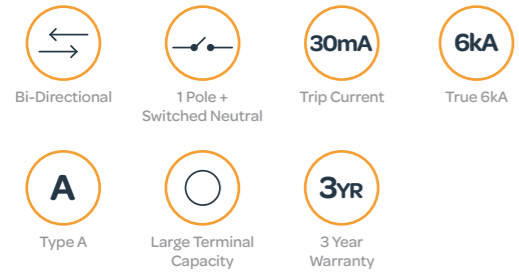 30mA
6kA
Bi-Directional
1 Pole +
Switched Neutral
Trip Current
True 6kA
A
3YR
Type A
Large Terminal
Capacity
3 Year
Warranty